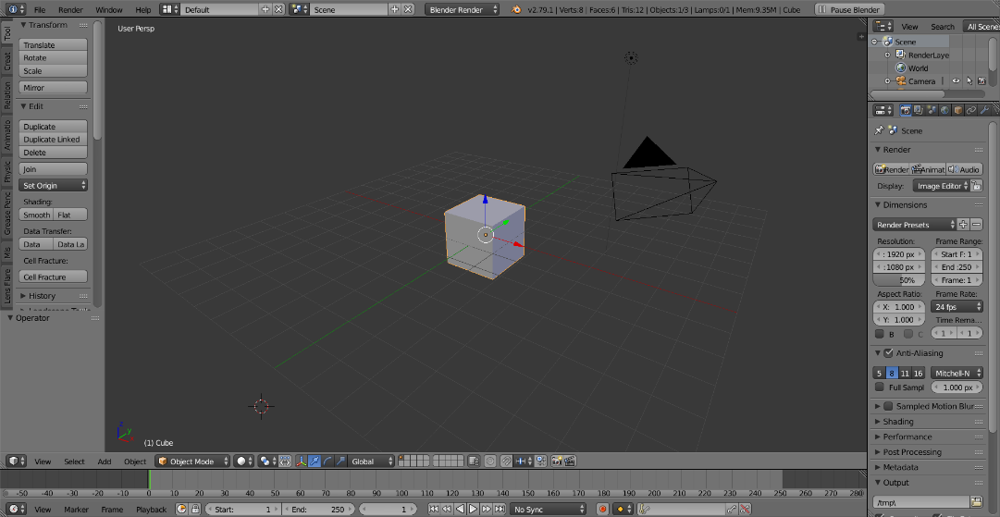 File Render Window Help Default Scene Blender Render v2.79.1 | Verts:8 | Faces:6 | Tris:12 | Objects:1/3 | Lamps:0/1 | Mem:9.35M | Cube Pause Blender
Tool
Creat
Relation
Animatio
Physic
Grease Penc
Mis
Lens Flare
Transform
Translate
Rotate
Scale
Mirror
Edit
Duplicate
Duplicate Linked
Delete
Join
Set Origin
Shading:
Smooth Flat
Data Transfer:
Data Data La
Cell Fracture:
Cell Fracture
History
Operator
User Persp
z
y
(1) Cube
View Select Add Object Object Mode Global
View Search All Scenes
Scene
RenderLaye
World
Camera
Scene
Render
Render Animat Audio
Display: Image Editor
Dimensions
Render Presets
Resolution: Frame Range:
: 1920 px Start F: 1
:1080 px End :250
50% Frame: 1
Aspect Ratio: Frame Rate:
X: 1.000 24 fps
Y: 1.000 Time Rema...
B C 1 1
Anti-Aliasing
5 8 11 16 Mitchell-N
Full Sampl 1.000 px
Sampled Motion Blur
Shading
Performance
Post Processing
Metadata
Output
/tmp\
-50 -40 -30 -20 -10 0 10 20 30 40 50 60 70 80 90 100 110 120 130 140 150 160 170 180 190 200 210 220 230 240 250 260 270 280
View Marker Frame Playback Start: 1 End: 250 1 No Sync